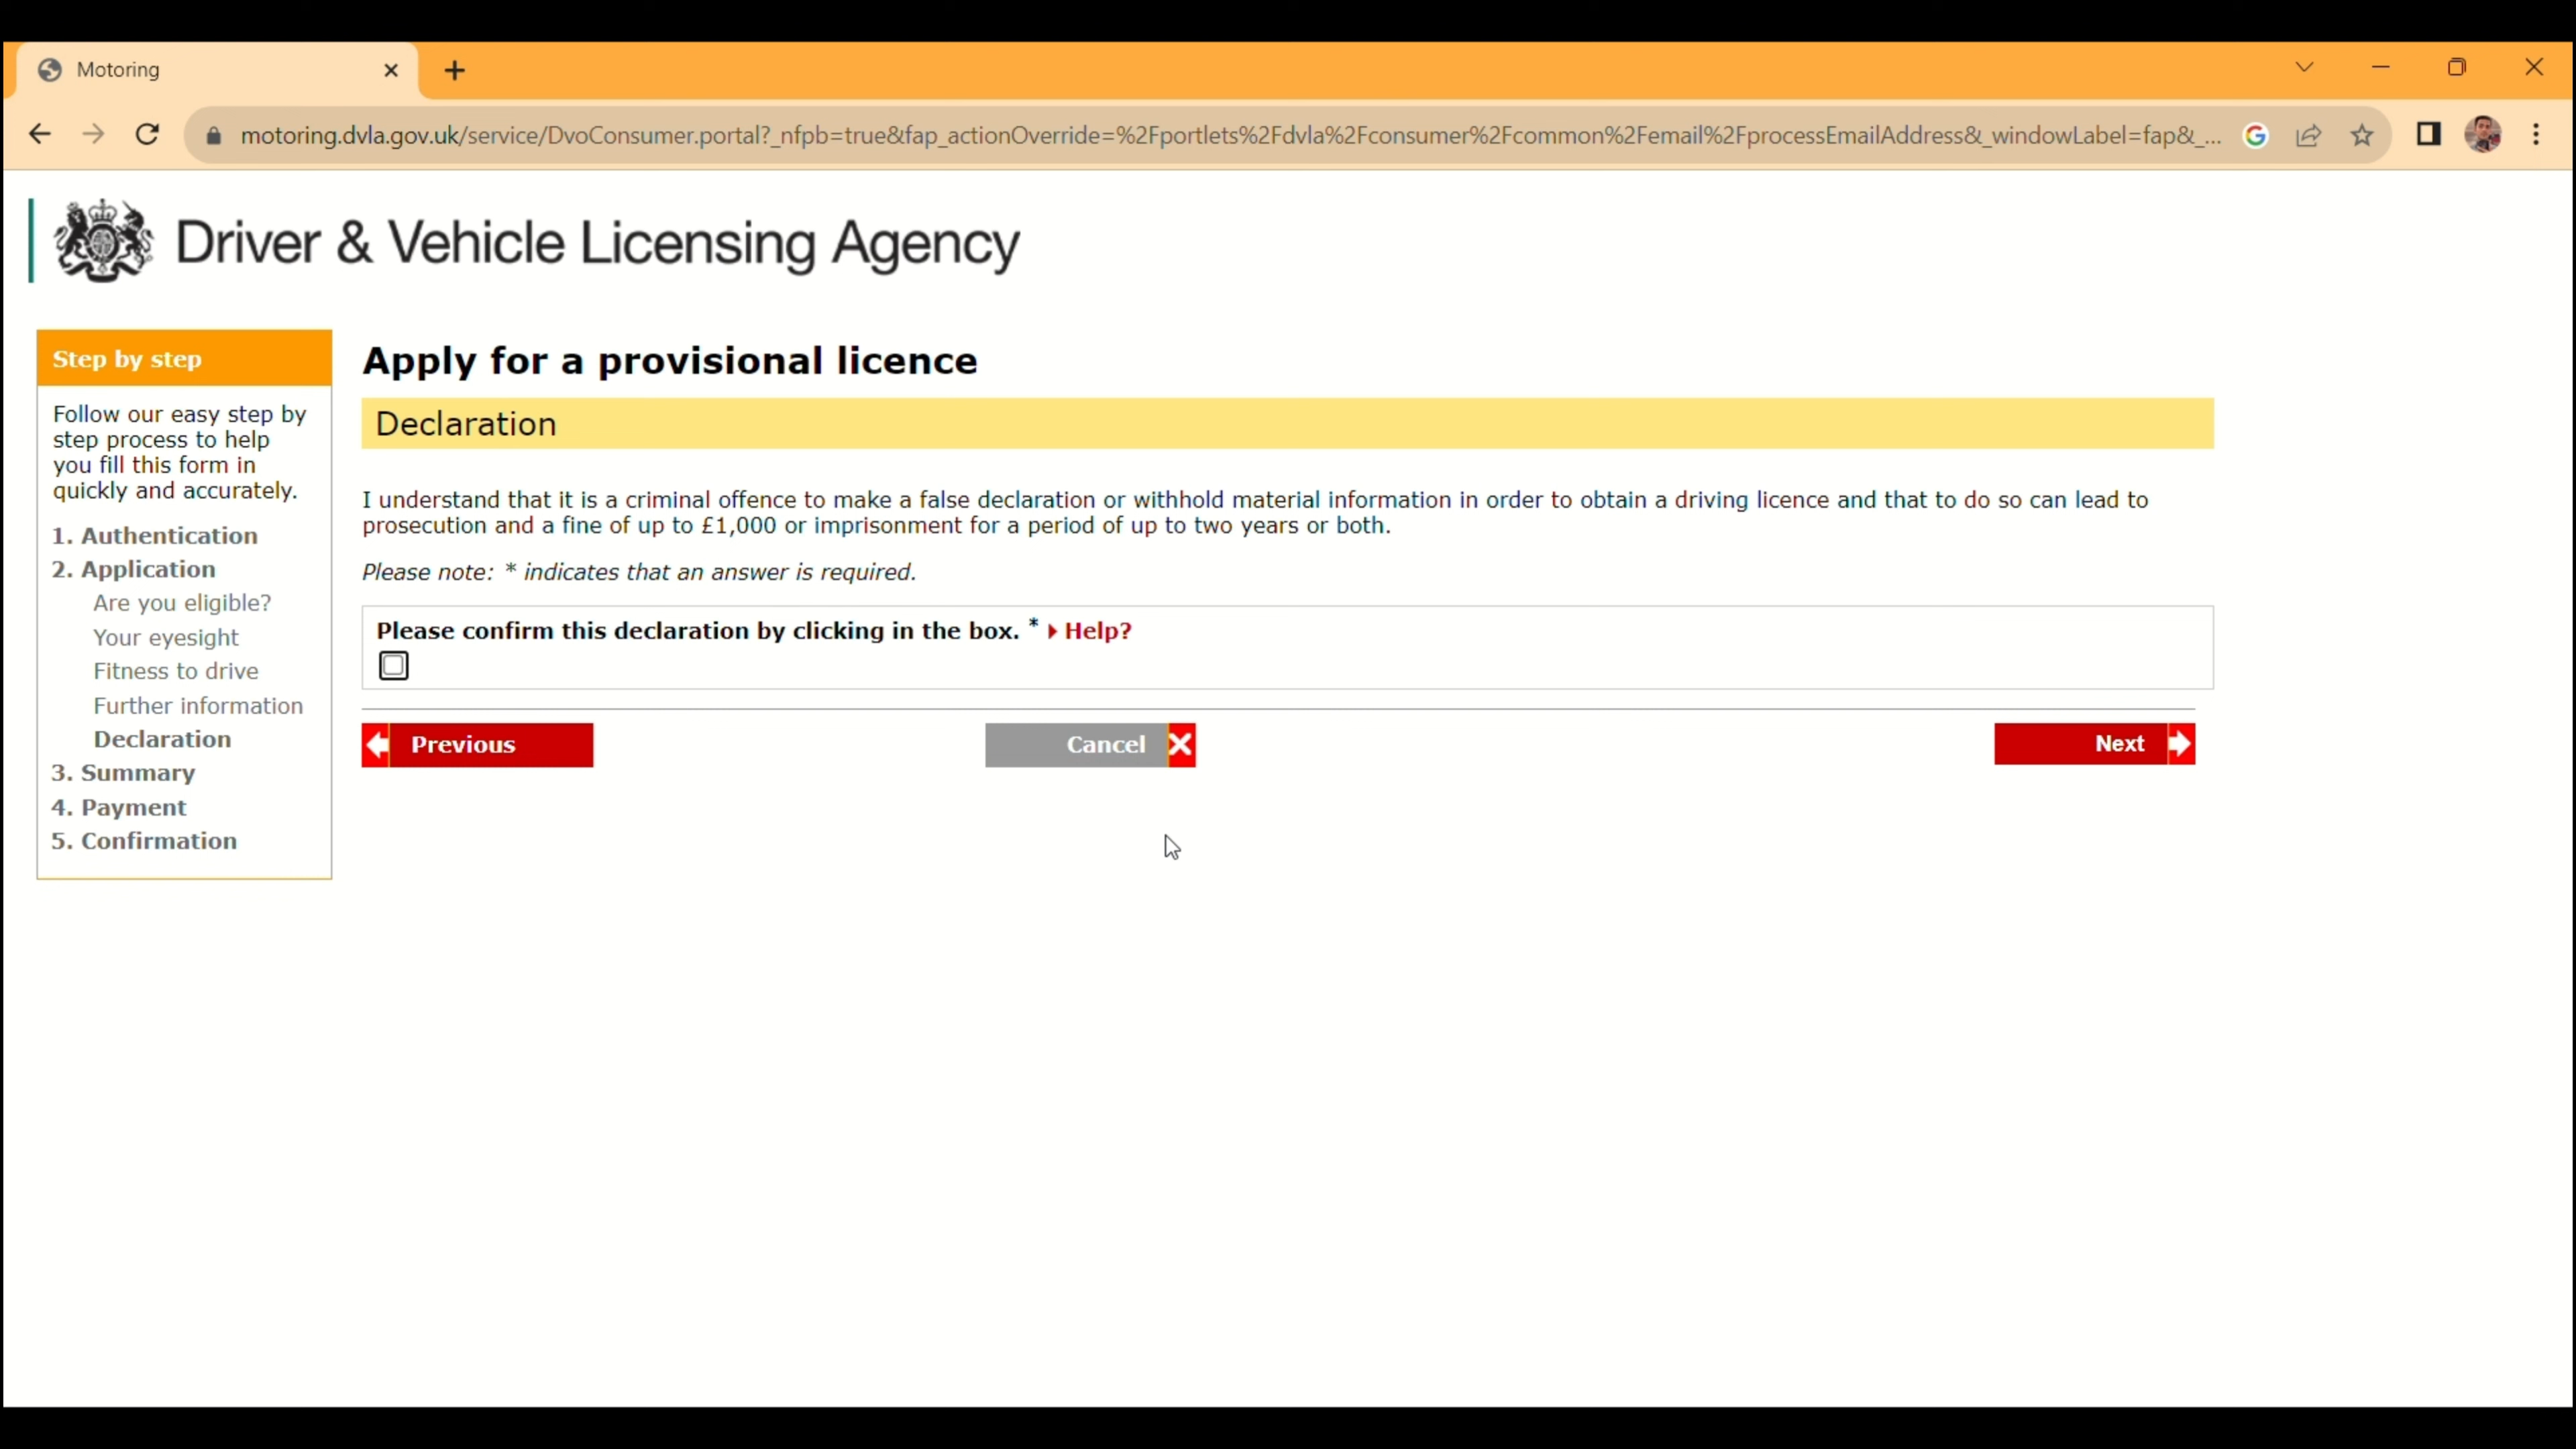 Motoring
motoring.dvla.gov.uk/service/DvoConsumer.portal?_nfpb=true&fap_actionOverride=%2Fportlets%2Fdvla%2Fconsumer%2Fcommon%2Femail%2FprocessEmailAddress&_windowLabel=fap&_...
Driver & Vehicle Licensing Agency
Step by step
Follow our easy step by
step process to help
you fill this form in
quickly and accurately.
1. Authentication
2. Application
Are you eligible?
Your eyesight
Fitness to drive
Further information
Declaration
3. Summary
4. Payment
5. Confirmation
Apply for a provisional licence
Declaration
I understand that it is a criminal offence to make a false declaration or withhold material information in order to obtain a driving licence and that to do so can lead to
prosecution and a fine of up to £1,000 or imprisonment for a period of up to two years or both.
Please note: * indicates that an answer is required.
Please confirm this declaration by clicking in the box. * Help?
Previous
Cancel
Next